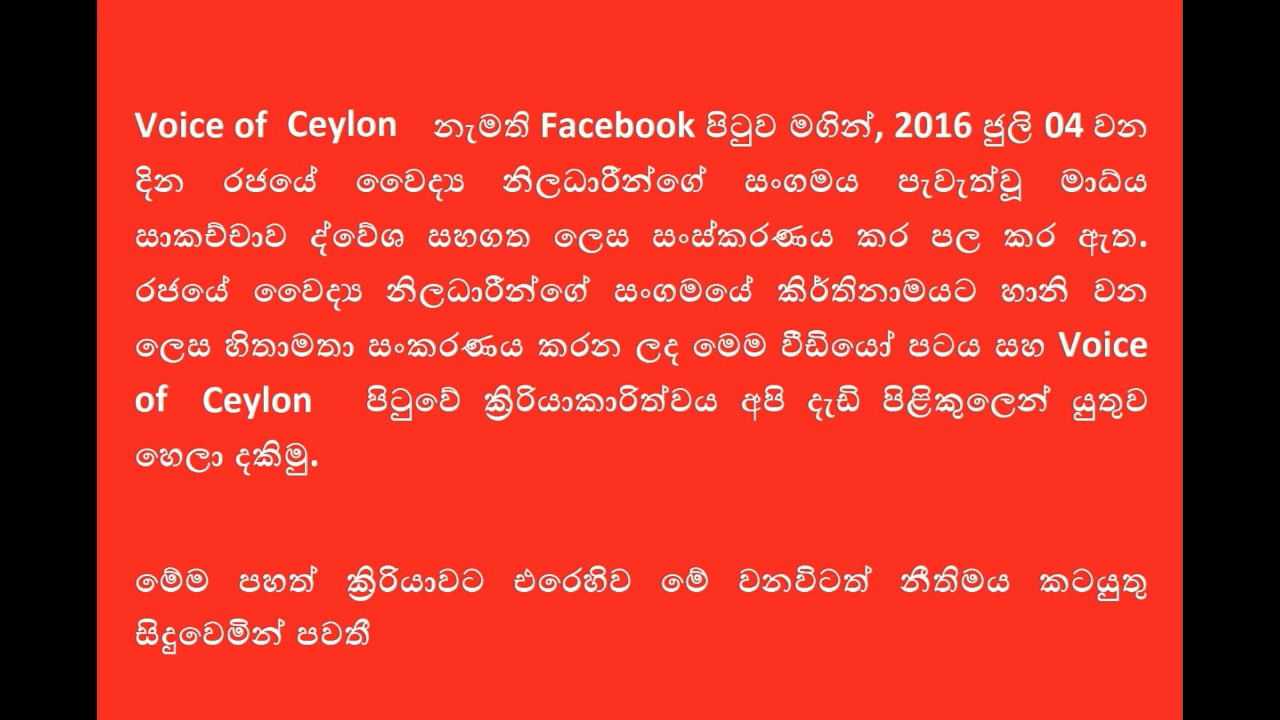 Voice of Ceylon නැමති Facebook පිටුව මගින්, 2016 ජුලි 04 වන
දින රජයේ වෛද්‍ය නිලධාරීන්ගේ සංගමය පැවැත්වූ මාධ්ය
සාකච්චාව ද්වේශ සහගත ලෙස සංස්කරණය කර පල කර ඇත.
රජයේ වෛද්‍ය නිලධාරීන්ගේ සංගමයේ කිර්තිනාමයට හානි වන
ලෙස හිතාමතා සංකරණය කරන ලද මෙම වීඩියෝ පටය සහ Voice
of Ceylon පිටුවේ ක්‍රිරියාකාරිත්වය අපි දැඩි පිළිකුලෙන් යුතුව
හෙලා දකිමු.
මේම පහත් ක්‍රිරියාවට එරෙහිව මේ වනවිටත් නීතිමය කටයුතු
සිදුවෙමින් පවතී